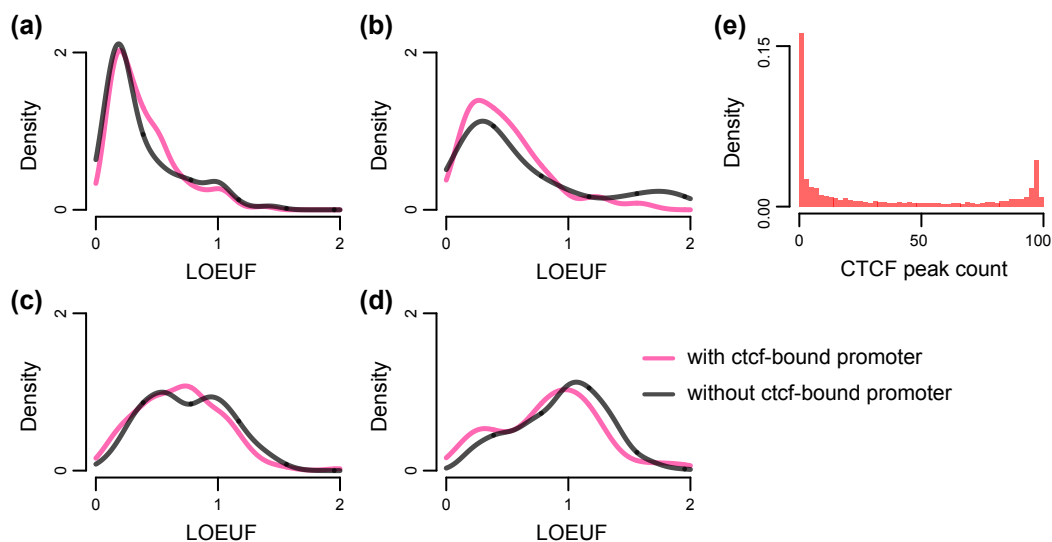 (a)
2
Density
0
0 1 2
LOEUF
(b)
2
Density
0
0 1 2
LOEUF
(e)
0.15
Density
0.00
0 50 100
CTCF peak count
(c)
2
Density
0
0 1 2
LOEUF
(d)
2
Density
0
0 1 2
LOEUF
with ctcf-bound promoter
without ctcf-bound promoter